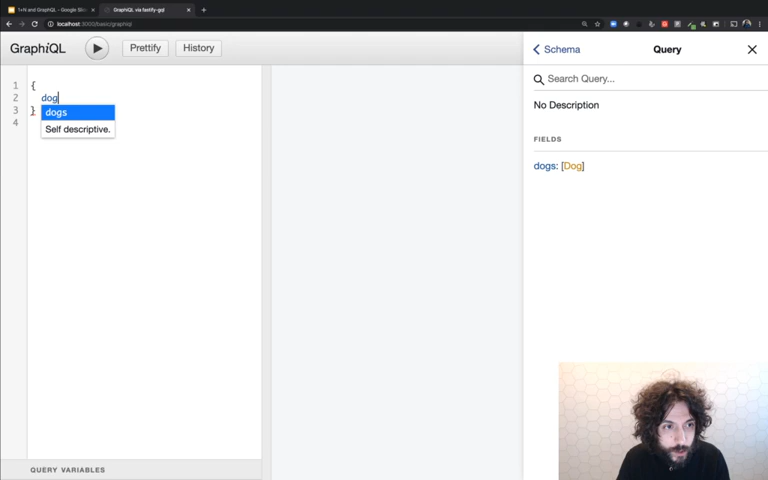 1+N and GraphQL - Google Slid
GraphiQL via fastify-gql
localhost:3000/basic/graphiql
GraphiQL
Prettify
History
Schema
Query
Search Query...
No Description
FIELDS
dogs: [Dog]
1 {
2 dog
3 }
4
dogs
Self descriptive.
QUERY VARIABLES